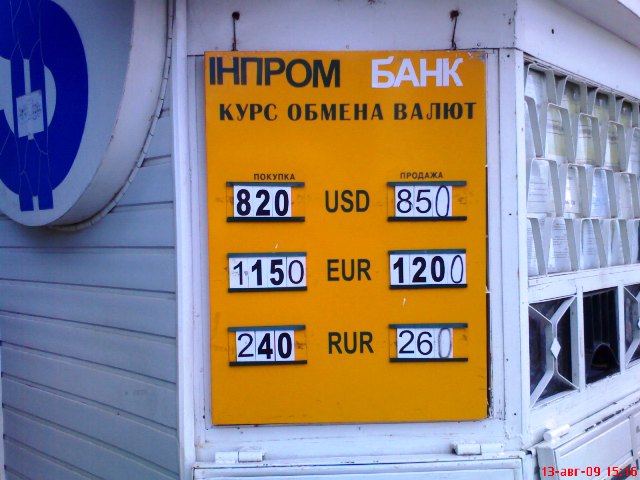 ІНПРОМ БАНК
КУРС ОБМЕНА ВАЛЮТ
ПОКУПКА ПРОДАЖА
820 USD 850
1150 EUR 1200
240 RUR 260
13-авг-09 15:16